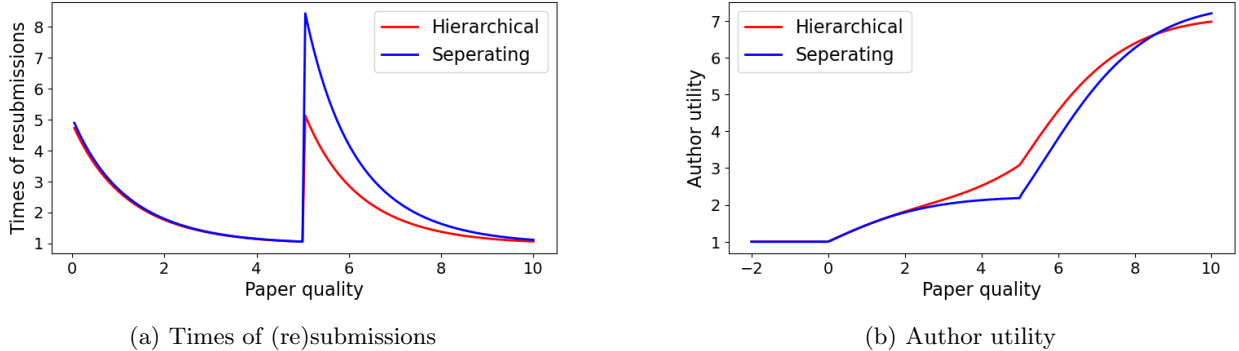 Times of resubmissions
8
7
6
5
4
3
2
1
Hierarchical
Seperating
0
2
4
6
8
10
Paper quality
(a) Times of (re)submissions
Author utility
7
6
5
4
3
2
1
Hierarchical
Seperating
−2
0
2
4
6
8
10
Paper quality
(b) Author utility